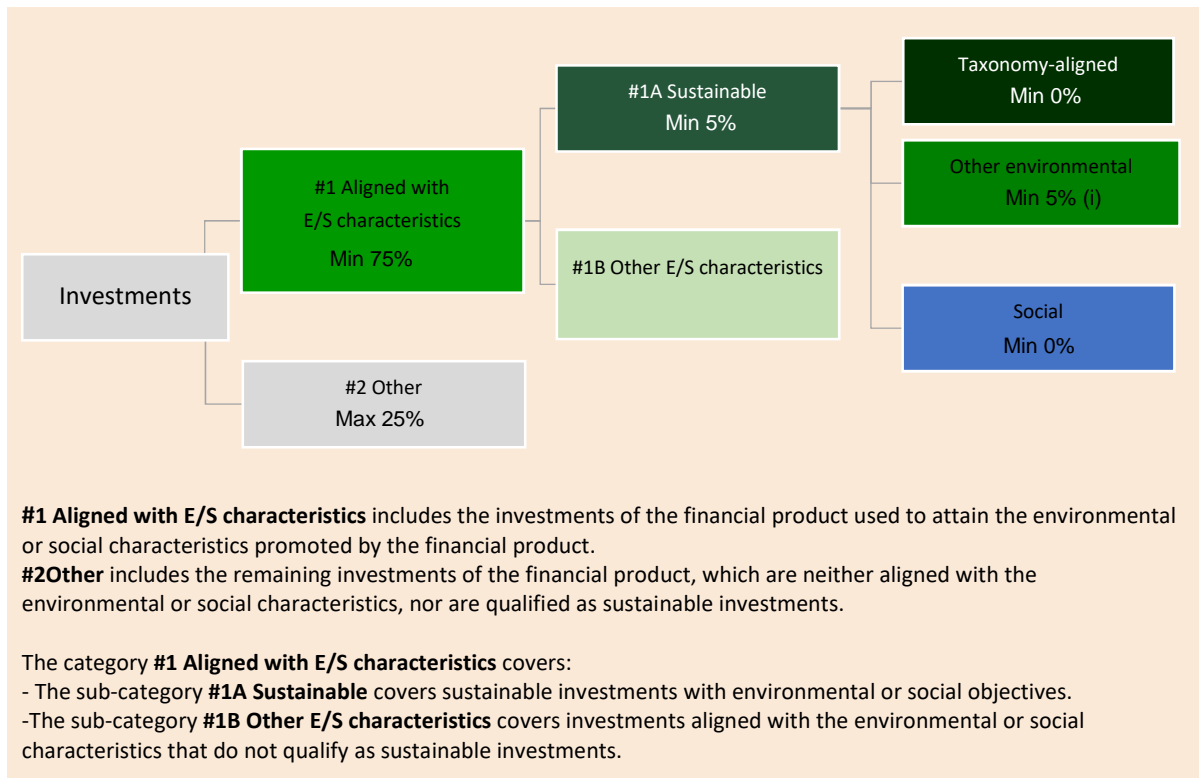 Investments
#1 Aligned with
E/S characteristics
Min 75%
#2 Other
Max 25%
#1A Sustainable
Min 5%
#1B Other E/S characteristics
Taxonomy-aligned
Min 0%
Other environmental
Min 5% (i)
Social
Min 0%
#1 Aligned with E/S characteristics includes the investments of the financial product used to attain the environmental
or social characteristics promoted by the financial product.
#2Other includes the remaining investments of the financial product, which are neither aligned with the
environmental or social characteristics, nor are qualified as sustainable investments.
The category #1 Aligned with E/S characteristics covers:
- The sub-category #1A Sustainable covers sustainable investments with environmental or social objectives.
-The sub-category #1B Other E/S characteristics covers investments aligned with the environmental or social
characteristics that do not qualify as sustainable investments.